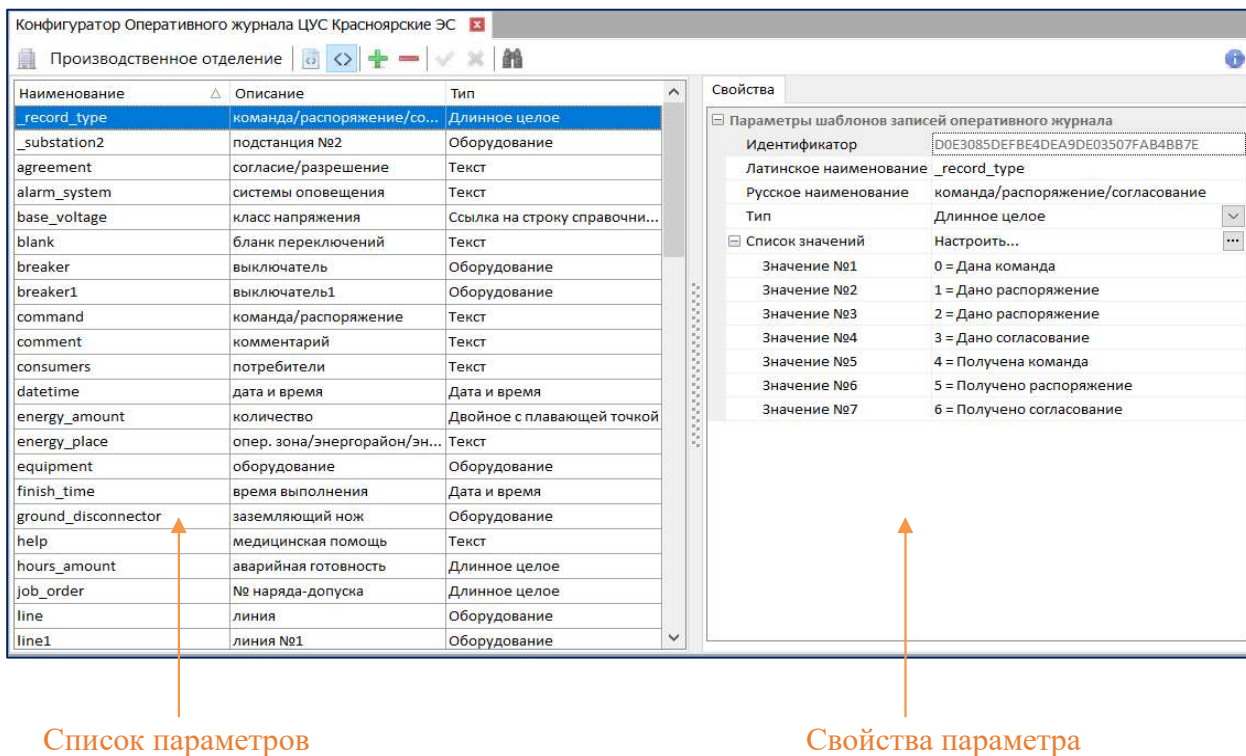 Конфигуратор Оперативного журнала ЦУС Красноярские ЭС
Производственное отделение
Наименование Описание Тип
_record_type команда/распоряжение/со... Длинное целое
_substation2 подстанция №2 Оборудование
agreement согласие/разрешение Текст
alarm_system системы оповещения Текст
base_voltage класс напряжения Ссылка на строку справочни...
blank бланк переключений Текст
breaker выключатель Оборудование
breaker1 выключатель1 Оборудование
command команда/распоряжение Текст
comment комментарий Текст
consumers потребители Текст
datetime дата и время Дата и время
energy_amount количество Двойное с плавающей точкой
energy_place опер. зона/энергорайон/эн... Текст
equipment оборудование Оборудование
finish_time время выполнения Дата и время
ground_disconnector заземляющий нож Оборудование
help медицинская помощь Текст
hours_amount аварийная готовность Длинное целое
job_order № наряда-допуска Длинное целое
line линия Оборудование
line1 линия №1 Оборудование
Свойства
Параметры шаблонов записей оперативного журнала
Идентификатор D0E3085DEFBE4DEA9DE03507FAB4BB7E
Латинское наименование _record_type
Русское наименование команда/распоряжение/согласование
Тип Длинное целое
Список значений Настроить...
Значение №1 0 = Дана команда
Значение №2 1 = Дано распоряжение
Значение №3 2 = Дано распоряжение
Значение №4 3 = Дано согласование
Значение №5 4 = Получена команда
Значение №6 5 = Получено распоряжение
Значение №7 6 = Получено согласование
Список параметров
Свойства параметра